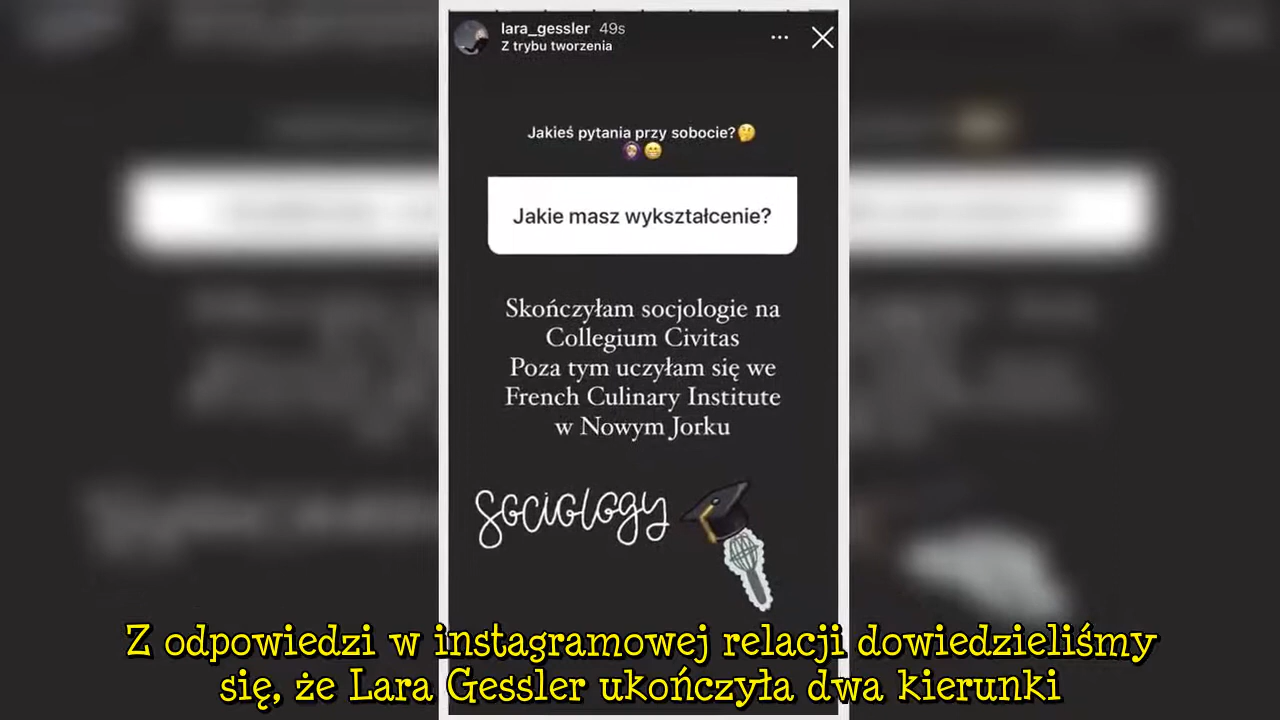 lara_gessler 49s
Z trybu tworzenia
Jakieś pytania przy sobocie?🤔
🙋🏼‍♀️😁
Jakie masz wykształcenie?
Skończyłam socjologie na
Collegium Civitas
Poza tym uczyłam się we
French Culinary Institute
w Nowym Jorku
sociology
Z odpowiedzi w instagramowej relacji dowiedzieliśmy
się, że Lara Gessler ukończyła dwa kierunki